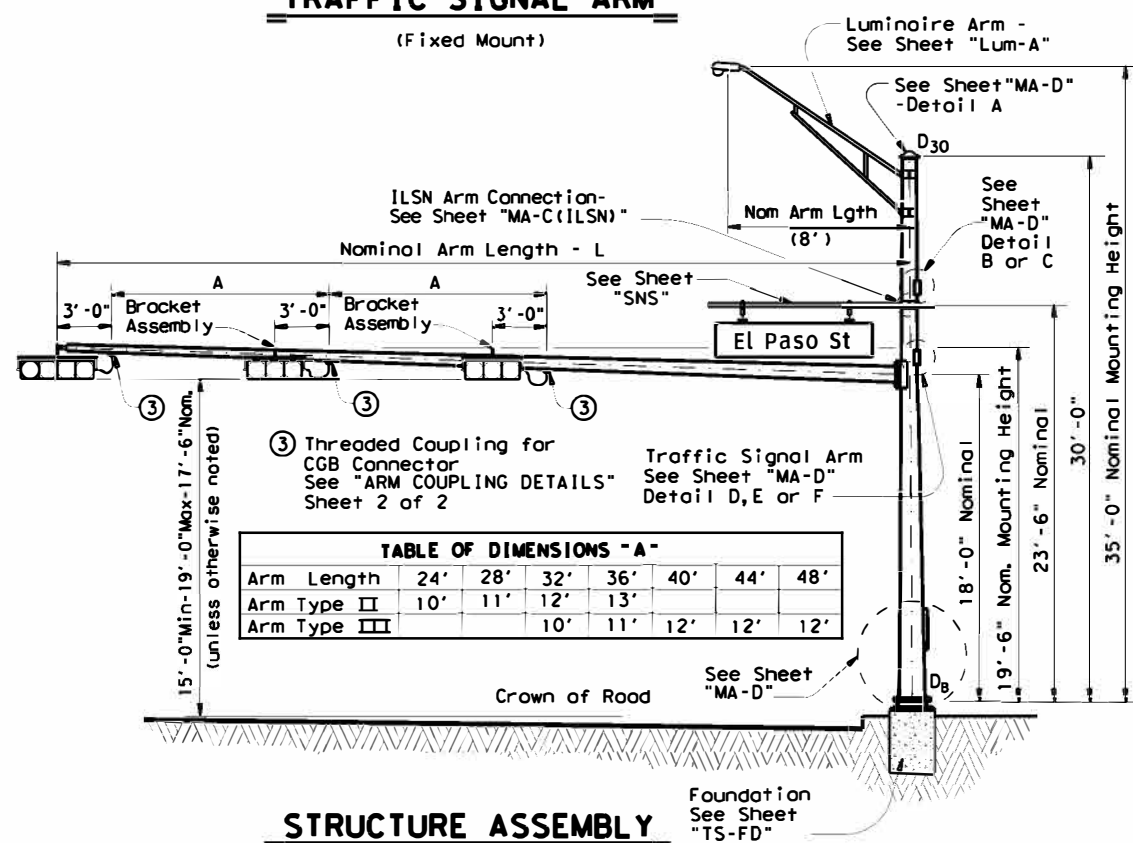 TRAFFIC SIGNAL ARM
(Fixed Mount)
Luminaire Arm -
See Sheet "Lum-A"
See Sheet "MA-D"
-Detail A
D30
ILSN Arm Connection-
See Sheet "MA-C(ILSN)"
Nom Arm Lgth
(8')
See
Sheet
"MA-D"
Detail
B or C
Nominal Arm Length - L
A
A
See Sheet
"SNS"
3'-0"
Bracket
Assembly
3'-0"
Bracket
Assembly
3'-0"
El Paso St
3
3
3
3 Threaded Coupling for
CGB Connector
See "ARM COUPLING DETAILS"
Sheet 2 of 2
Traffic Signal Arm
See Sheet "MA-D"
Detail D,E or F
15'-0"Min-19'-0"Max-17'-6"Nom.
(unless otherwise noted)
18'-0" Nominal
19'-6" Nom. Mounting Height
23'-6" Nominal
30'-0"
35'-0" Nominal Mounting Height
TABLE OF DIMENSIONS "A"
Arm Length 24' 28' 32' 36' 40' 44' 48'
Arm Type II 10' 11' 12' 13'
Arm Type III 10' 11' 12' 12' 12'
See Sheet
"MA-D"
DB
Crown of Road
Foundation
See Sheet
"TS-FD"
STRUCTURE ASSEMBLY